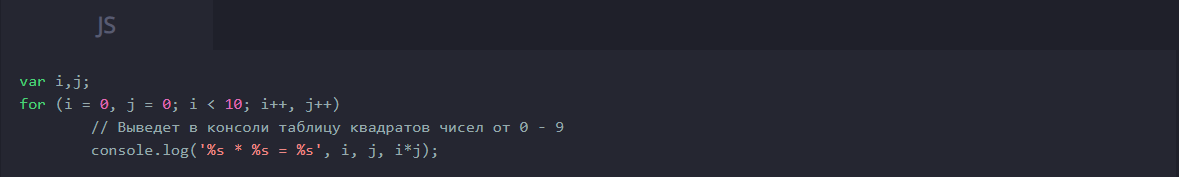 JS
var i,j;
for (i = 0, j = 0; i < 10; i++, j++)
        // Выведет в консоли таблицу квадратов чисел от 0 - 9
        console.log('%s * %s = %s', i, j, i*j);